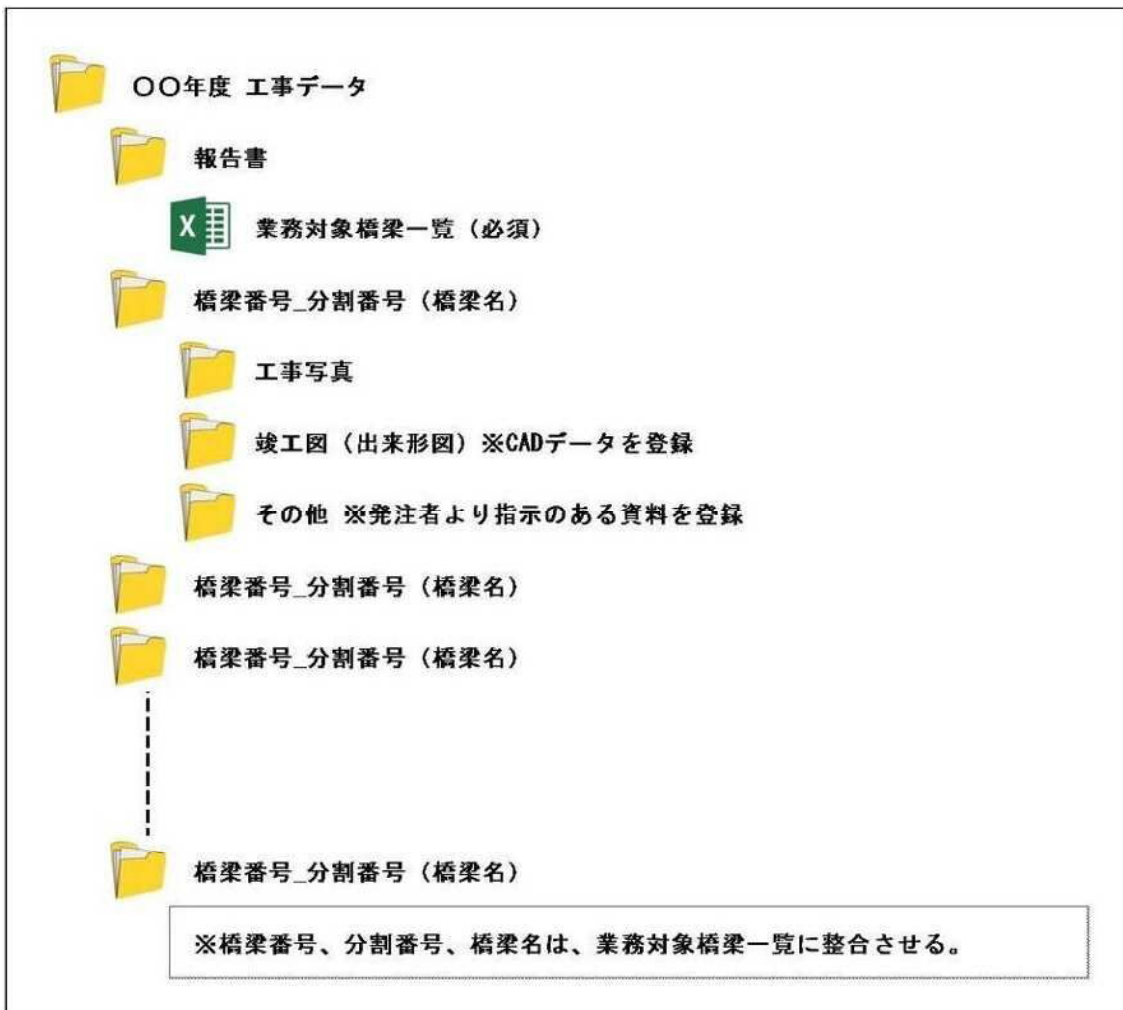 〇〇年度 工事データ
報告書
業務対象橋梁一覧（必須）
橋梁番号_分割番号（橋梁名）
工事写真
竣工図（出来形図）※CADデータを登録
その他 ※発注者より指示のある資料を登録
橋梁番号_分割番号（橋梁名）
橋梁番号_分割番号（橋梁名）
橋梁番号_分割番号（橋梁名）
※橋梁番号、分割番号、橋梁名は、業務対象橋梁一覧に整合させる。